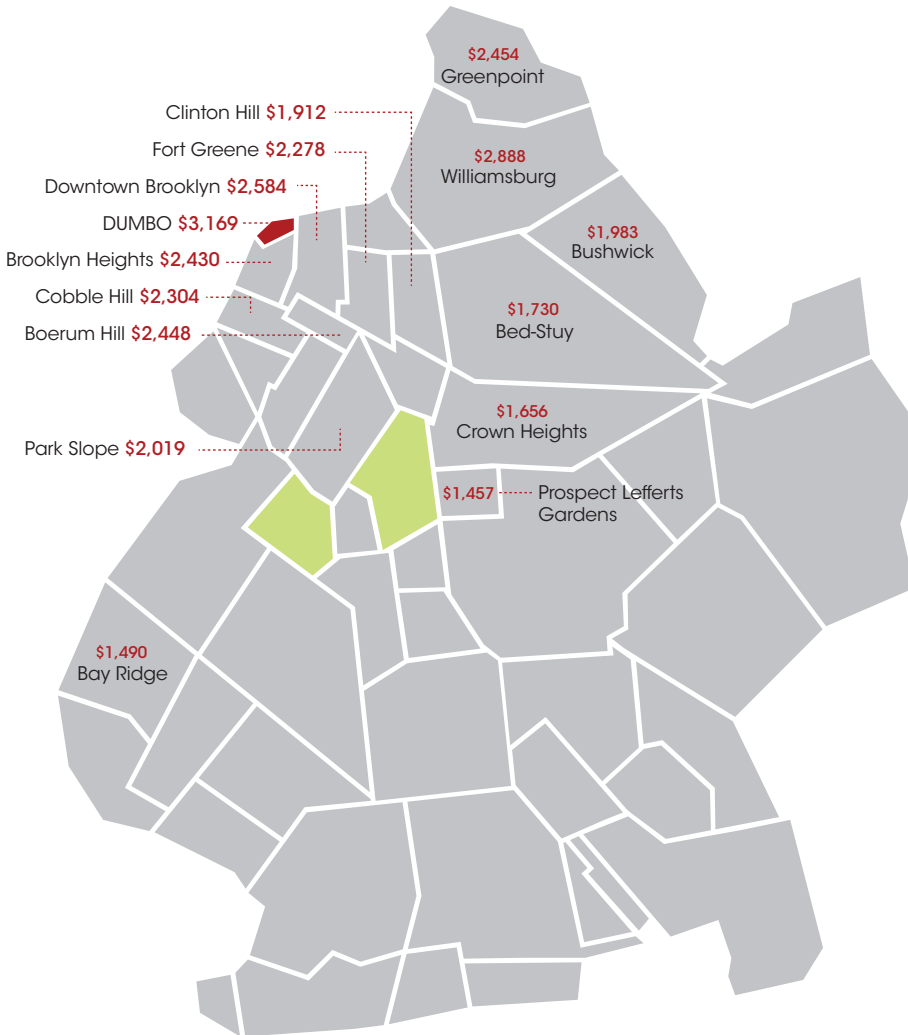 $2,454
Greenpoint
Clinton Hill $1,912
Fort Greene $2,278
$2,888
Williamsburg
Downtown Brooklyn $2,584
DUMBO $3,169
$1,983
Bushwick
Brooklyn Heights $2,430
Cobble Hill $2,304
$1,730
Bed-Stuy
Boerum Hill $2,448
$1,656
Crown Heights
Park Slope $2,019
$1,457 Prospect Lefferts
Gardens
$1,490
Bay Ridge